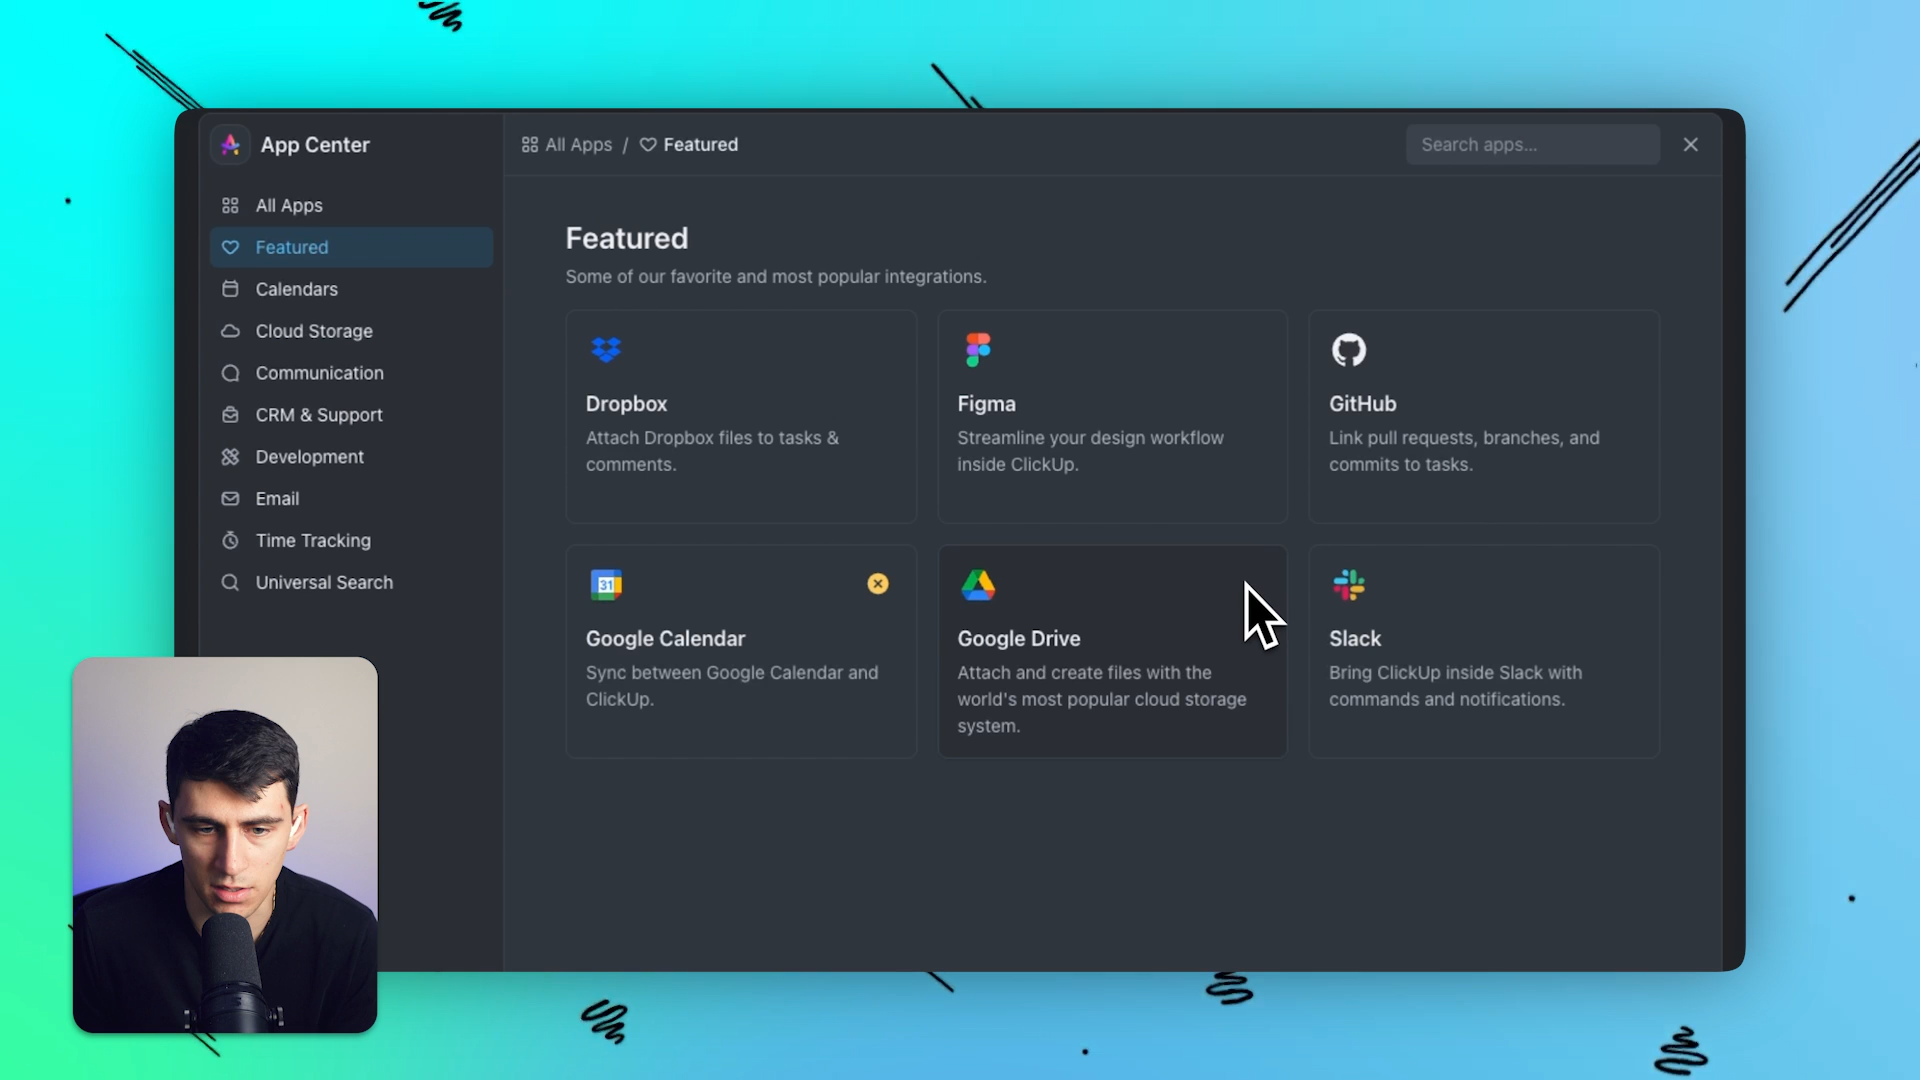 App Center
All Apps / Featured
Search apps...
All Apps
Featured
Calendars
Cloud Storage
Communication
CRM & Support
Development
Email
Time Tracking
Universal Search
Featured
Some of our favorite and most popular integrations.
Dropbox
Attach Dropbox files to tasks &
comments.
Figma
Streamline your design workflow
inside ClickUp.
GitHub
Link pull requests, branches, and
commits to tasks.
31
Google Calendar
Sync between Google Calendar and
ClickUp.
Google Drive
Attach and create files with the
world's most popular cloud storage
system.
Slack
Bring ClickUp inside Slack with
commands and notifications.